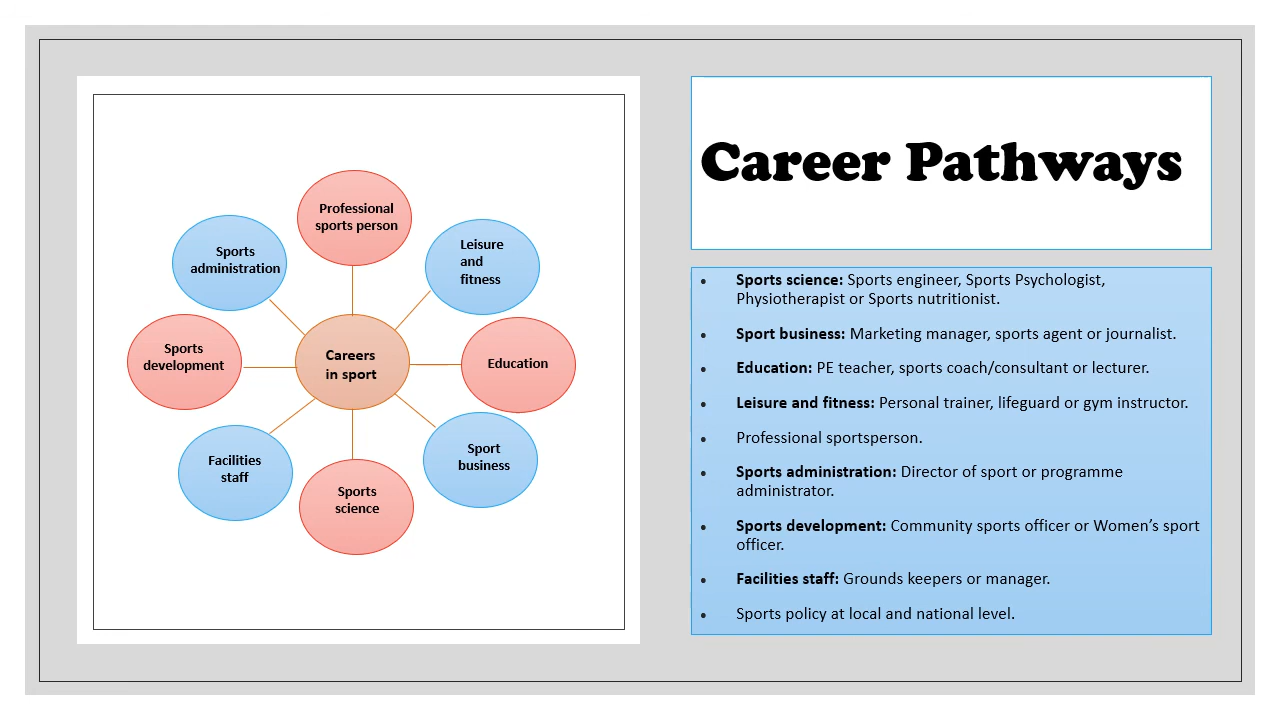 Professional
sports person
Sports
administration
Leisure
and
fitness
Sports
development
Careers
in sport
Education
Facilities
staff
Sport
business
Sports
science
Career Pathways
• Sports science: Sports engineer, Sports Psychologist,
Physiotherapist or Sports nutritionist.
• Sport business: Marketing manager, sports agent or journalist.
• Education: PE teacher, sports coach/consultant or lecturer.
• Leisure and fitness: Personal trainer, lifeguard or gym instructor.
• Professional sportsperson.
• Sports administration: Director of sport or programme
administrator.
• Sports development: Community sports officer or Women’s sport
officer.
• Facilities staff: Grounds keepers or manager.
• Sports policy at local and national level.